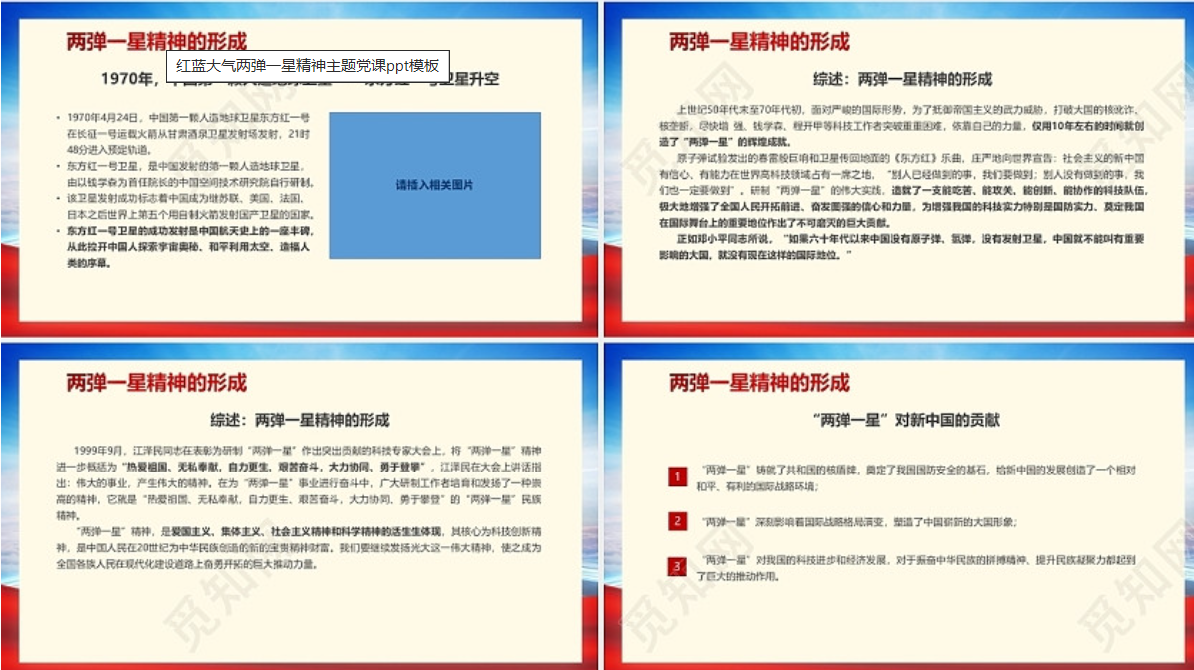 两弹一星精神的形成
红蓝大气两弹一星精神主题党课ppt模板
1970年,
卫星升空
• 1970年4月24日,中国第一颗人造地球卫星东方红一号
在长征一号运载火箭从甘肃酒泉卫星发射场发射,21时
48分进入预定轨道。
• 东方红一号卫星,是中国发射的第一颗人造地球卫星,
由以钱学森为首任院长的中国空间技术研究院自行研制,
• 该卫星发射成功标志着中国成为继苏联、美国、法国、
日本之后世界上第五个用自制火箭发射国产卫星的国家。
• 东方红一号卫星的成功发射是中国航天史上的一座丰碑,
从此拉开中国人探索宇宙奥秘、和平利用太空、造福人
类的序幕。
请插入相关图片
两弹一星精神的形成
综述:两弹一星精神的形成
上世纪50年代末至70年代初,面对严峻的国际形势,为了抵御帝国主义的武力威胁,打破大国的核讹诈、
核垄断,尽快增 强、钱学森、程开甲等科技工作者突破重重困难,依靠自己的力量,仅用10年左右的时间就创
造了“两弹一星”的辉煌成就。
原子弹试验发出的春雷般巨响和卫星传回地面的《东方红》乐曲,庄严地向世界宣告:社会主义的新中国
有信心、有能力在世界高科技领域占有一席之地,“别人已经做到的事,我们要做到;别人没有做到的事,我
们也一定要做到”。研制“两弹一星”的伟大实践,造就了一支能吃苦、能攻关、能创新、能协作的科技队伍,
极大地增强了全国人民开拓前进、奋发图强的信心和力量,为增强我国的科技实力特别是国防实力、奠定我国
在国际舞台上的重要地位作出了不可磨灭的巨大贡献。
正如邓小平同志所说,“如果六十年代以来中国没有原子弹、氢弹,没有发射卫星,中国就不能叫有重要
影响的大国,就没有现在这样的国际地位。”
两弹一星精神的形成
综述:两弹一星精神的形成
1999年9月,江泽民同志在表彰为研制“两弹一星”作出突出贡献的科技专家大会上,将“两弹一星”精神
进一步概括为“热爱祖国、无私奉献,自力更生、艰苦奋斗,大力协同、勇于登攀”,江泽民在大会上讲话指
出:伟大的事业,产生伟大的精神。在为“两弹一星”事业进行奋斗中,广大研制工作者培育和发扬了一种崇
高的精神,它就是“热爱祖国、无私奉献,自力更生、艰苦奋斗,大力协同、勇于攀登”的“两弹一星”民族
精神。
“两弹一星”精神,是爱国主义、集体主义、社会主义精神和科学精神的活生生体现,其核心为科技创新精
神,是中国人民在20世纪为中华民族创造的新的宝贵精神财富。我们要继续发扬光大这一伟大精神,使之成为
全国各族人民在现代化建设道路上奋勇开拓的巨大推动力量。
两弹一星精神的形成
“两弹一星”对新中国的贡献
1
“两弹一星”铸就了共和国的核盾牌,奠定了我国国防安全的基石,给新中国的发展创造了一个相对
和平、有利的国际战略环境;
2
“两弹一星”深刻影响着国际战略格局演变,塑造了中国崭新的大国形象;
3
“两弹一星”对我国的科技进步和经济发展,对于振奋中华民族的拼搏精神、提升民族凝聚力都起到
了巨大的推动作用。
觅知网
觅知网
觅知网
觅知网